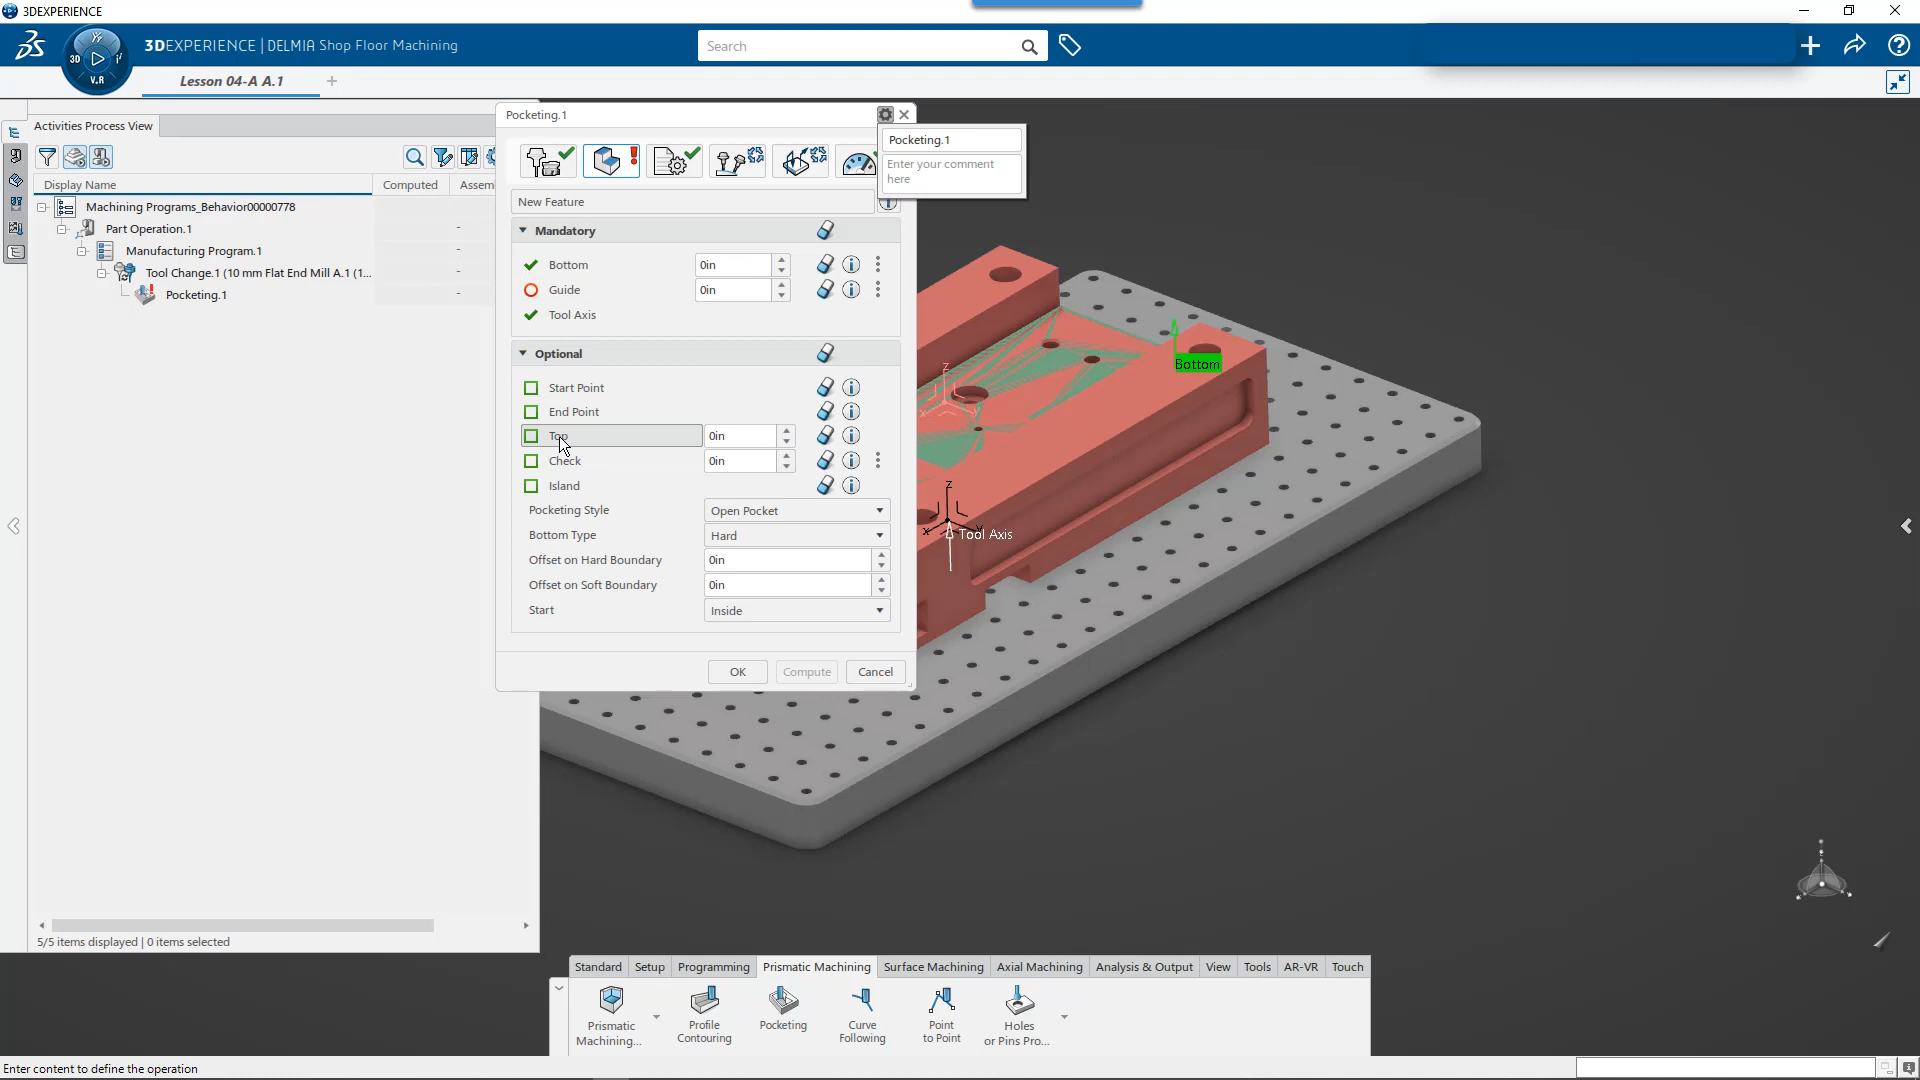 3DEXPERIENCE
3DEXPERIENCE | DELMIA Shop Floor Machining
Search
3D
V.R
Lesson 04-A A.1
Activities Process View
Display Name
Computed
Assem
Machining Programs_Behavior00000778
Part Operation.1
-
Manufacturing Program.1
-
Tool Change.1 (10 mm Flat End Mill A.1 (1...
-
Pocketing.1
-
5/5 items displayed | 0 items selected
Pocketing.1
Pocketing.1
Enter your comment
here
New Feature
Mandatory
Bottom
0in
Guide
0in
Tool Axis
Optional
Start Point
End Point
Top
0in
Check
0in
Island
Pocketing Style
Open Pocket
Bottom Type
Hard
Offset on Hard Boundary
0in
Offset on Soft Boundary
0in
Start
Inside
OK
Compute
Cancel
Bottom
z
z
x
y
Tool Axis
Standard
Setup
Programming
Prismatic Machining
Surface Machining
Axial Machining
Analysis & Output
View
Tools
AR-VR
Touch
Prismatic
Machining...
Profile
Contouring
Pocketing
Curve
Following
Point
to Point
Holes
or Pins Pro...
Enter content to define the operation